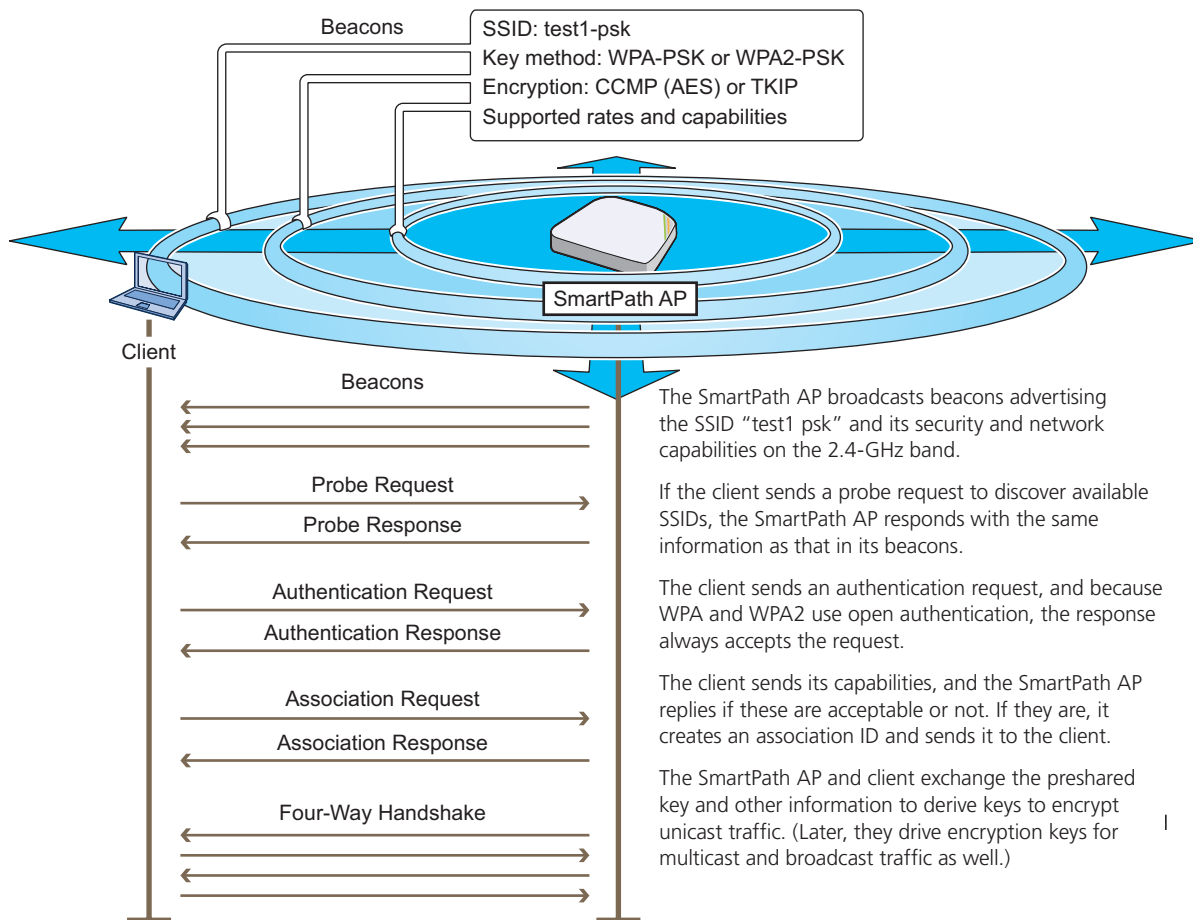 Beacons
SSID: test1-psk
Key method: WPA-PSK or WPA2-PSK
Encryption: CCMP (AES) or TKIP
Supported rates and capabilities
SmartPath AP
Client
Beacons
The SmartPath AP broadcasts beacons advertising
the SSID “test1 psk” and its security and network
capabilities on the 2.4-GHz band.
Probe Request
Probe Response
If the client sends a probe request to discover available
SSIDs, the SmartPath AP responds with the same
information as that in its beacons.
Authentication Request
Authentication Response
The client sends an authentication request, and because
WPA and WPA2 use open authentication, the response
always accepts the request.
Association Request
Association Response
The client sends its capabilities, and the SmartPath AP
replies if these are acceptable or not. If they are, it
creates an association ID and sends it to the client.
Four-Way Handshake
The SmartPath AP and client exchange the preshared
key and other information to derive keys to encrypt
unicast traffic. (Later, they drive encryption keys for
multicast and broadcast traffic as well.)
l